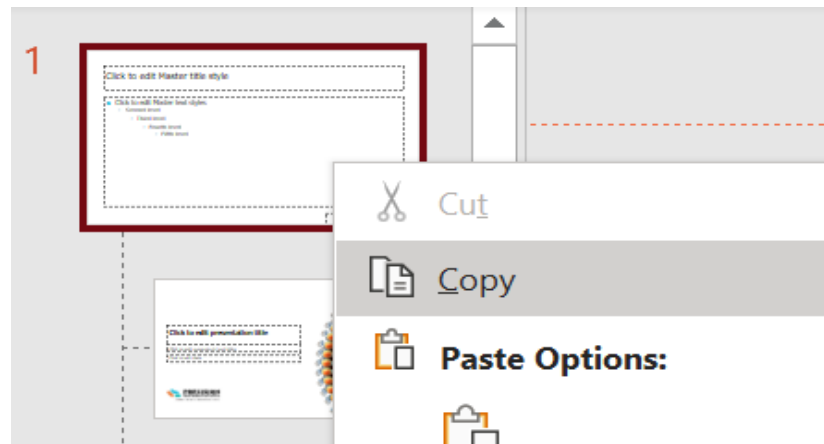 1
Click to edit Master title style
Click to edit Master text styles
Second level
Third level
Fourth level
Fifth level
Cut
Copy
Click to edit presentation title
Paste Options: